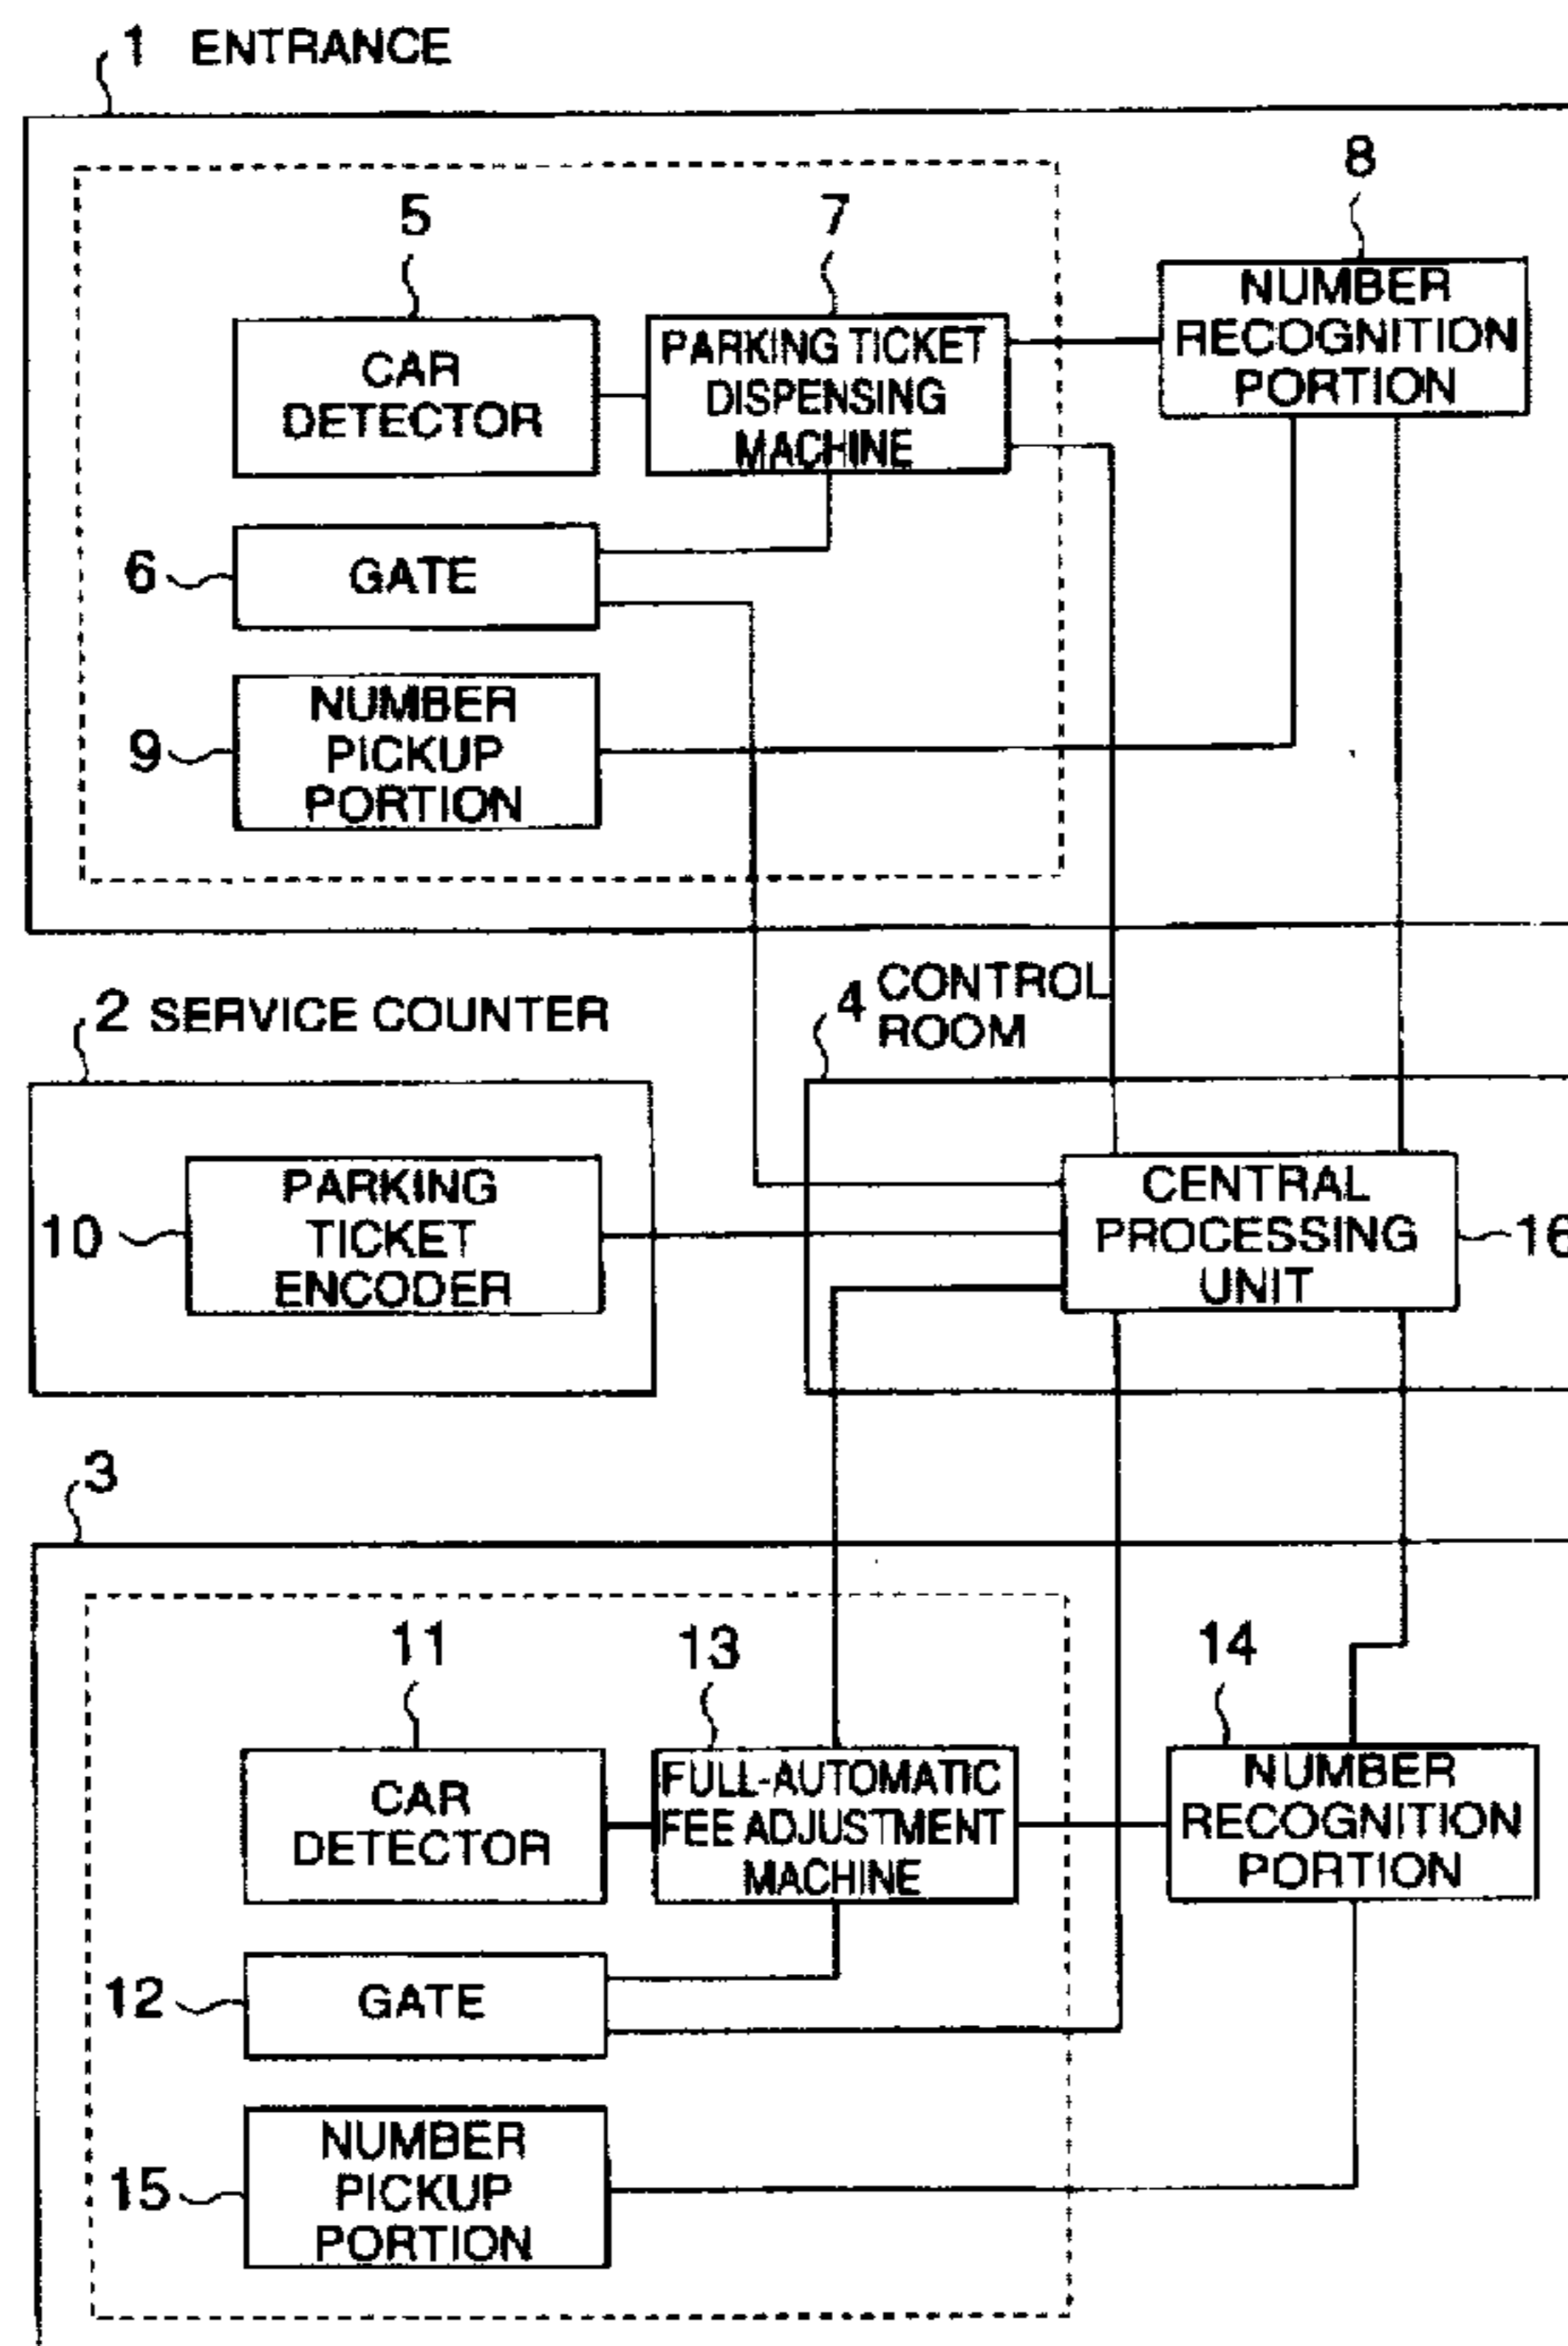 1 ENTRANCE
8
5
7
NUMBER
RECOGNITION
PORTION
CAR
DETECTOR
PARKING TICKET
DISPENSING
MACHINE
6
GATE
9
NUMBER
PICKUP
PORTION
2 SERVICE COUNTER
4 CONTROL
ROOM
10
PARKING
TICKET
ENCODER
CENTRAL
PROCESSING
UNIT
16
3
11
13
14
CAR
DETECTOR
FULL-AUTOMATIC
FEE ADJUSTMENT
MACHINE
NUMBER
RECOGNITION
PORTION
12
GATE
15
NUMBER
PICKUP
PORTION